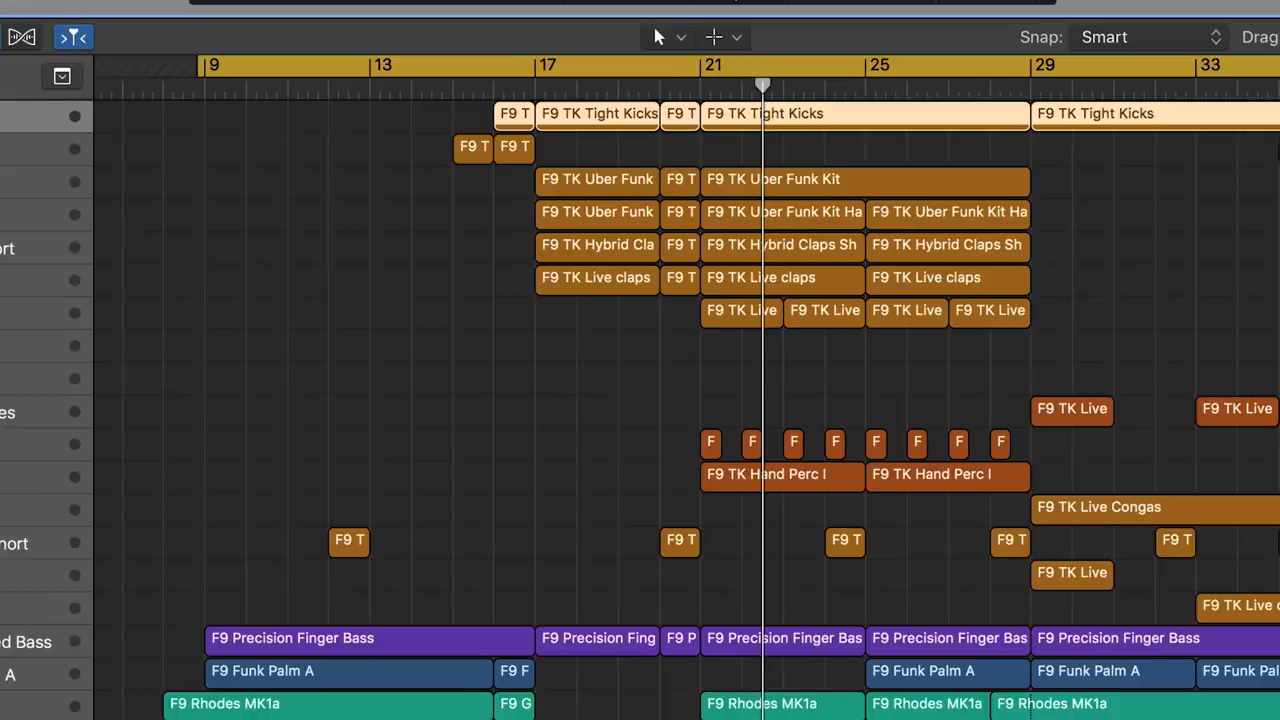 Snap: Smart Drag
9 13 17 21 25 29 33
F9 T F9 TK Tight Kicks F9 T F9 TK Tight Kicks F9 TK Tight Kicks
F9 T F9 T
F9 TK Uber Funk F9 T F9 TK Uber Funk Kit
F9 TK Uber Funk F9 T F9 TK Uber Funk Kit Ha F9 TK Uber Funk Kit Ha
ort F9 TK Hybrid Cla F9 T F9 TK Hybrid Claps Sh F9 TK Hybrid Claps Sh
F9 TK Live claps F9 T F9 TK Live claps F9 TK Live claps
F9 TK Live F9 TK Live F9 TK Live F9 TK Live
es F9 TK Live F9 TK Live
F F F F F F F F
F9 TK Hand Perc l F9 TK Hand Perc l
F9 TK Live Congas
hort F9 T F9 T F9 T F9 T F9 T
F9 TK Live
F9 TK Live c
ed Bass F9 Precision Finger Bass F9 Precision Fing F9 P F9 Precision Finger Bas F9 Precision Finger Bas F9 Precision Finger Bass
A F9 Funk Palm A F9 F F9 Funk Palm A F9 Funk Palm A F9 Funk Pal
F9 Rhodes MK1a F9 G F9 Rhodes MK1a F9 Rhodes MK1a F9 Rhodes MK1a